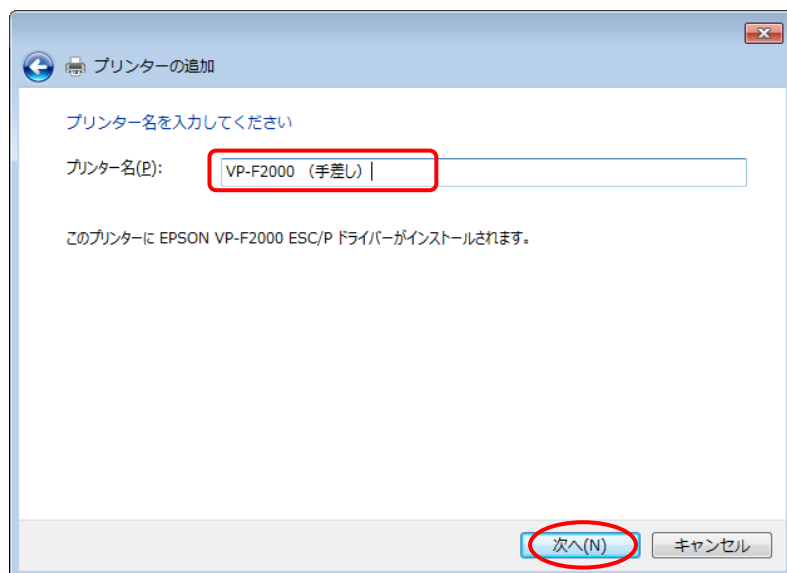 プリンターの追加
プリンター名を入力してください
プリンター名(P): VP-F2000 （手差し）
このプリンターに EPSON VP-F2000 ESC/P ドライバーがインストールされます。
次へ(N) キャンセル